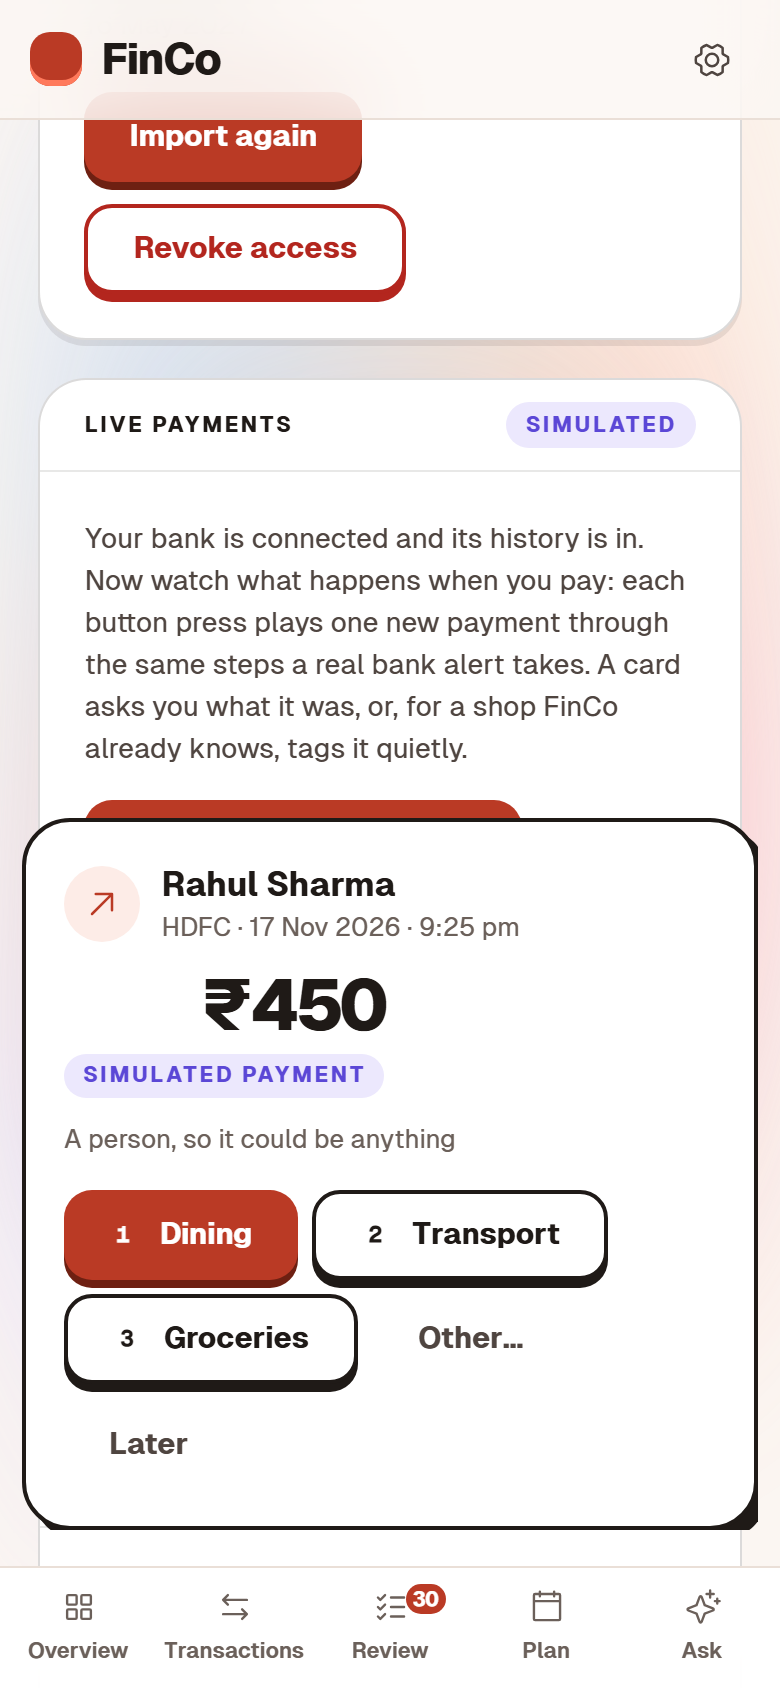 FinCo
Import again
Revoke access
LIVE PAYMENTS
SIMULATED
Your bank is connected and its history is in.
Now watch what happens when you pay: each
button press plays one new payment through
the same steps a real bank alert takes. A card
asks you what it was, or, for a shop FinCo
already knows, tags it quietly.
Rahul Sharma
HDFC · 17 Nov 2026 · 9:25 pm
₹450
SIMULATED PAYMENT
A person, so it could be anything
1 Dining
2 Transport
3 Groceries
Other...
Later
30
Overview
Transactions
Review
Plan
Ask